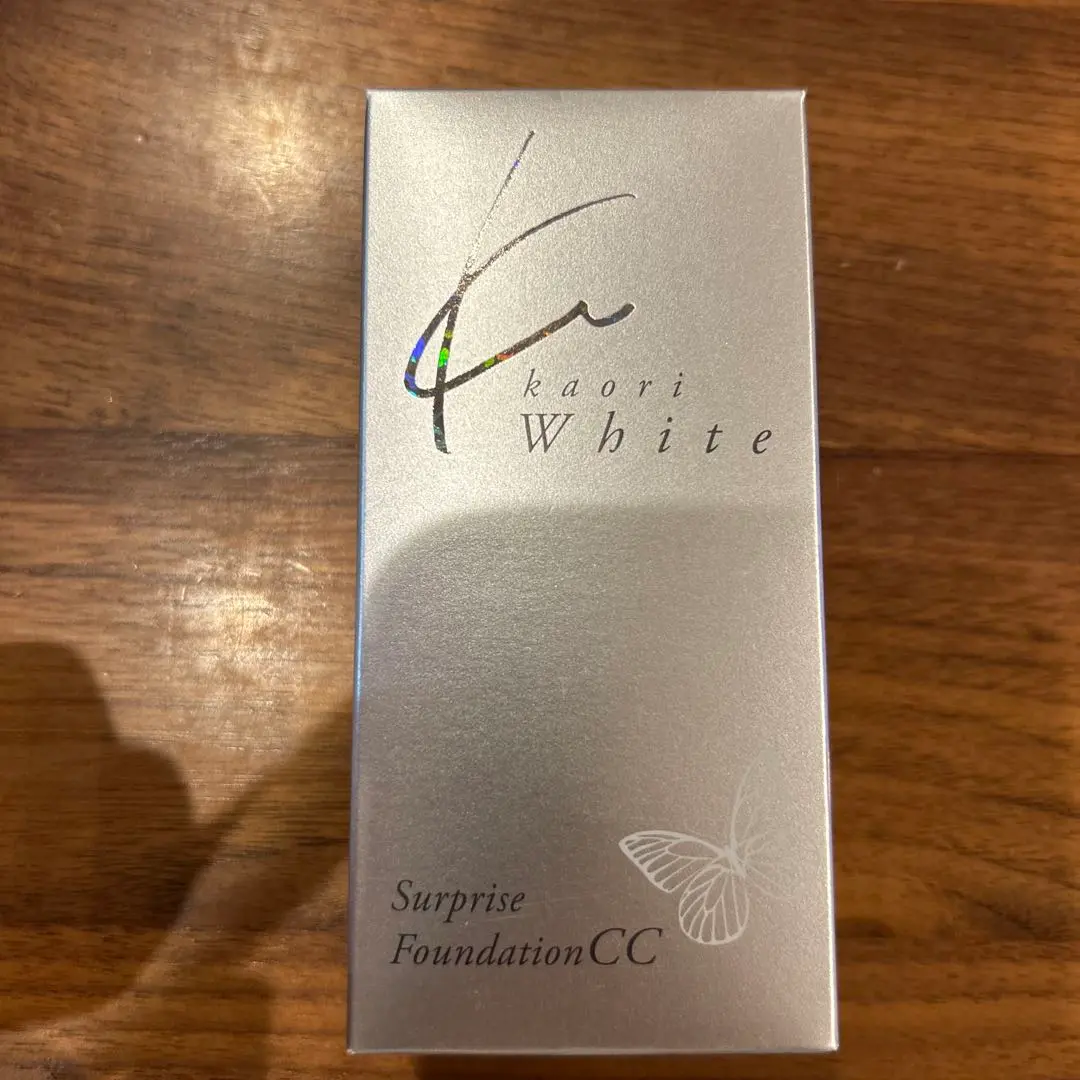 kaori
White
Surprise
Foundation CC